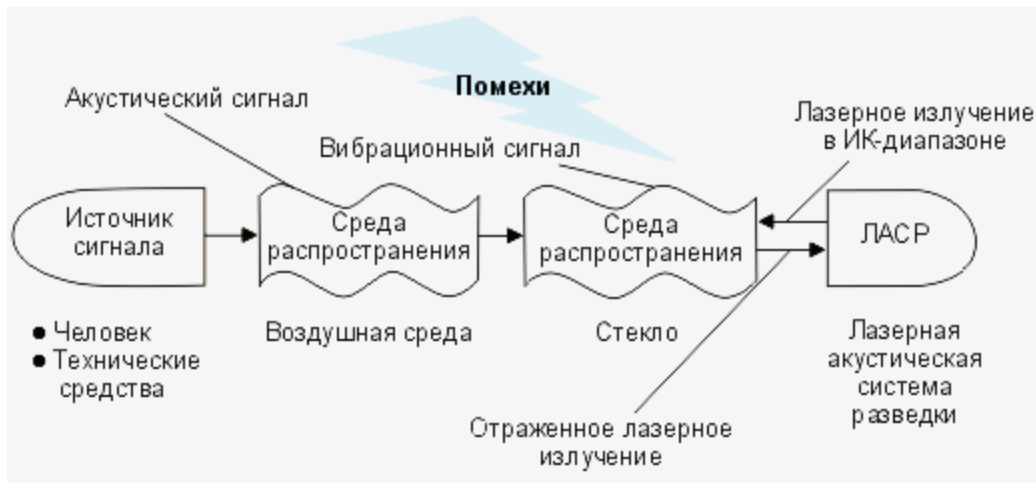 Помехи
Акустический сигнал
Вибрационный сигнал
Лазерное излучение
в ИК-диапазоне
Источник
сигнала
Среда
распространения
Среда
распространения
ЛАСР
● Человек
● Технические
средства
Воздушная среда
Стекло
Лазерная
акустическая
система
разведки
Отраженное лазерное
излучение